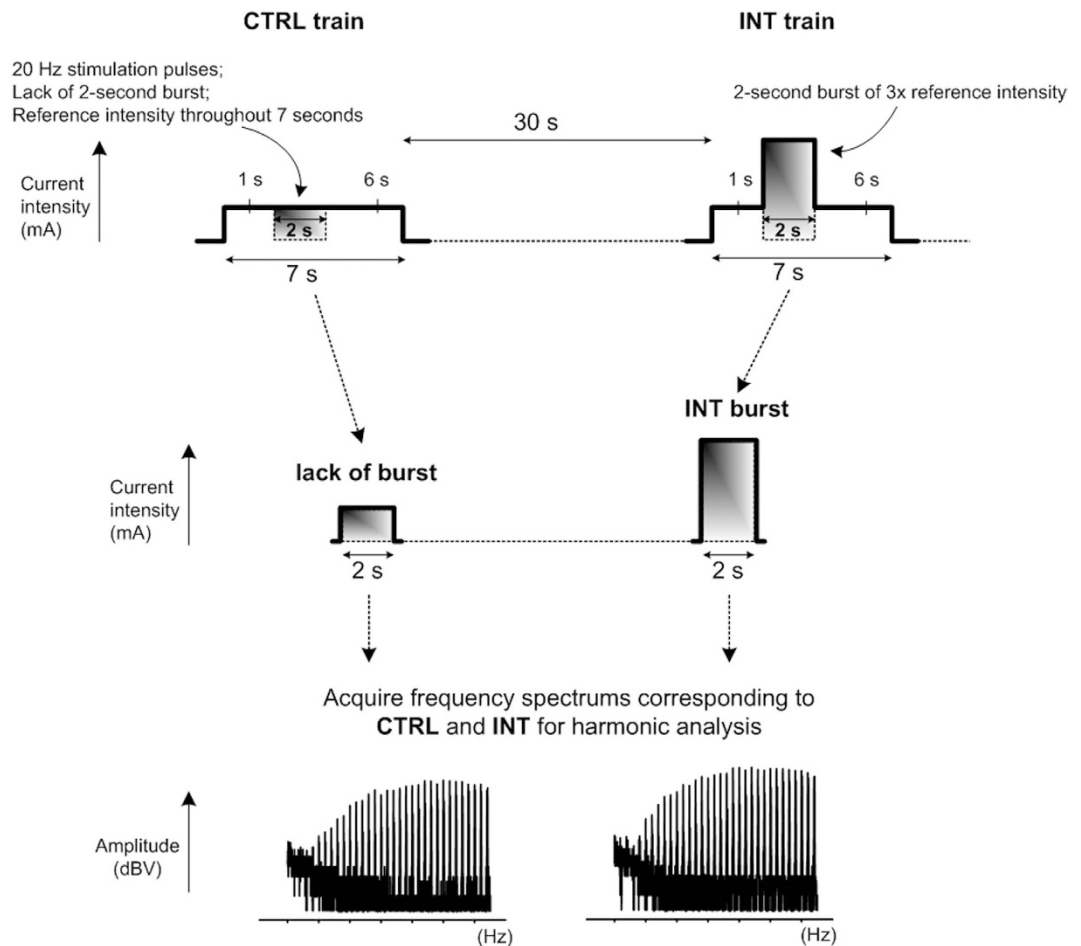 CTRL train
INT train
20 Hz stimulation pulses;
Lack of 2-second burst;
Reference intensity throughout 7 seconds
2-second burst of 3x reference intensity
30 s
Current
intensity
(mA)
1 s
6 s
2 s
7 s
1 s
6 s
2 s
7 s
INT burst
lack of burst
Current
intensity
(mA)
2 s
2 s
Acquire frequency spectrums corresponding to
CTRL and INT for harmonic analysis
Amplitude
(dBV)
(Hz)
(Hz)